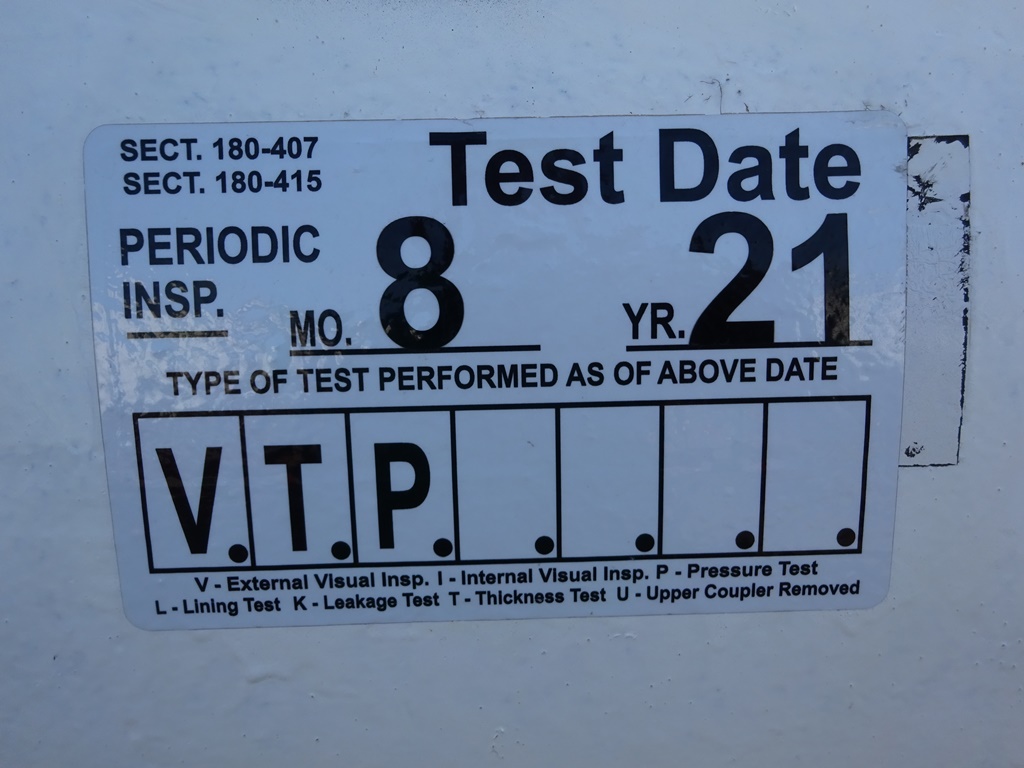 SECT. 180-407
SECT. 180-415
Test Date
PERIODIC
INSP.
MO. 8 YR. 21
TYPE OF TEST PERFORMED AS OF ABOVE DATE
V. T. P. . . . .
V - External Visual Insp. I - Internal Visual Insp. P - Pressure Test
L - Lining Test K - Leakage Test T - Thickness Test U - Upper Coupler Removed